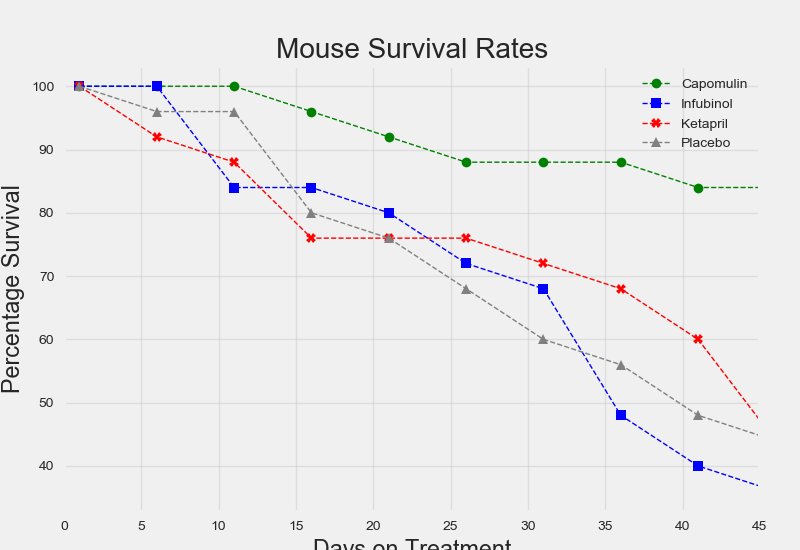 Mouse Survival Rates
Capomulin
Infubinol
Ketapril
Placebo
Percentage Survival
100
90
80
70
60
50
40
0 5 10 15 20 25 30 35 40 45
Days on Treatment